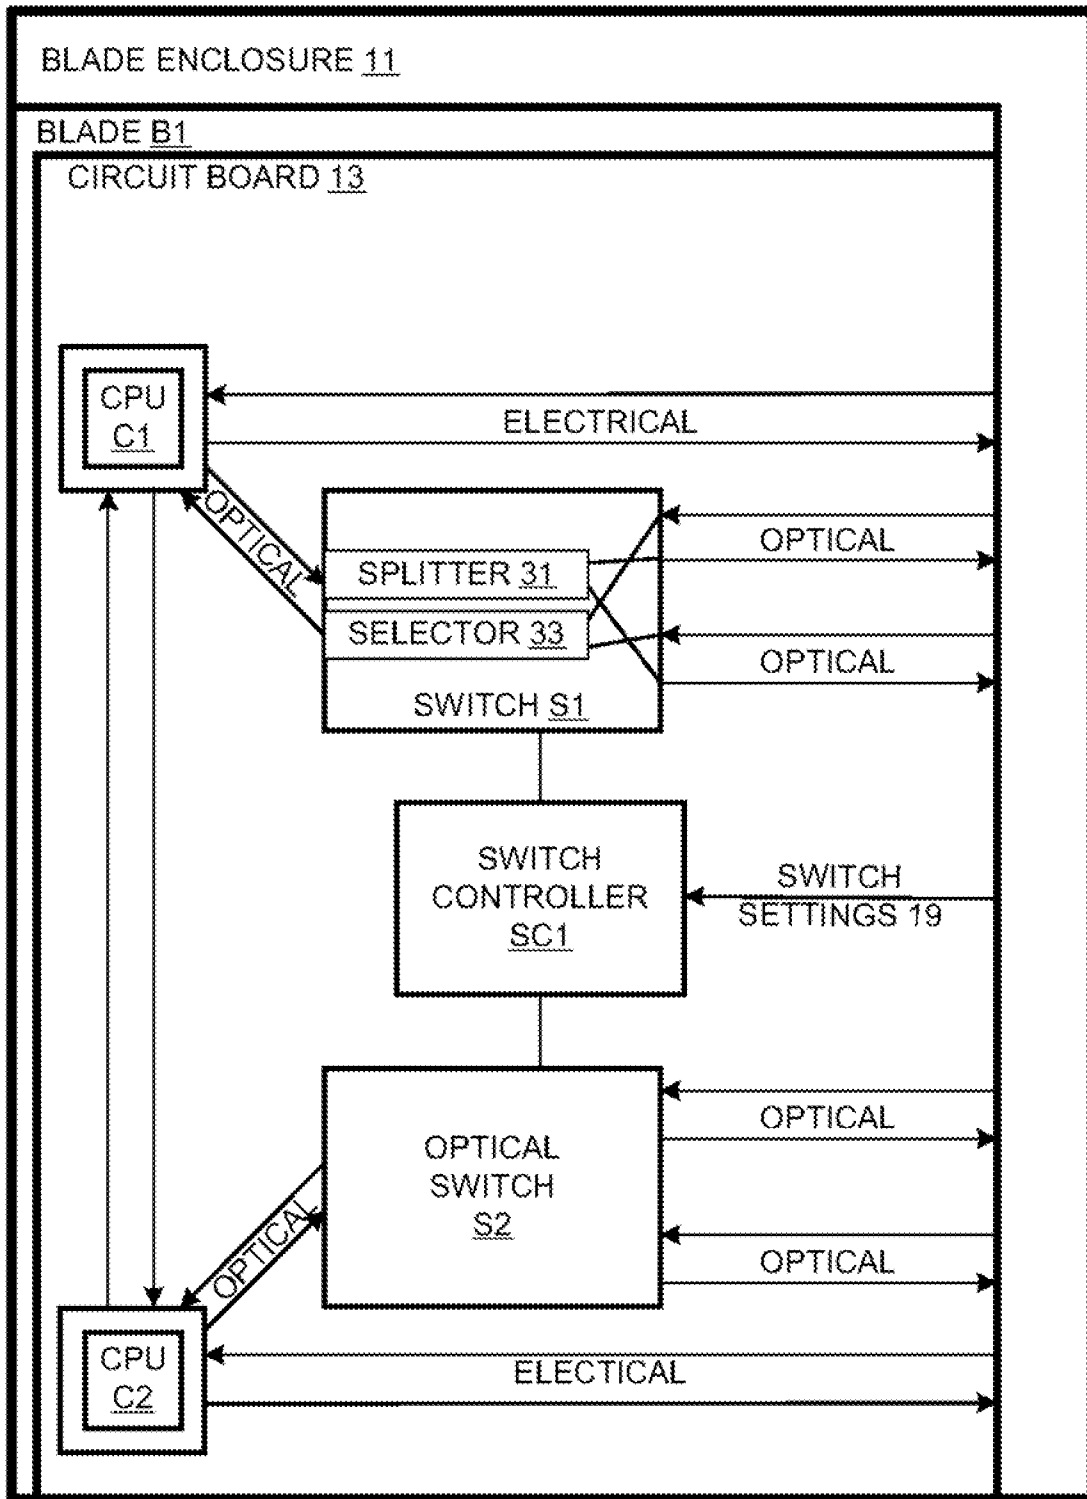 BLADE ENCLOSURE 11
BLADE B1
CIRCUIT BOARD 13
CPU
C1
ELECTRICAL
OPTICAL
OPTICAL
SPLITTER 31
SELECTOR 33
OPTICAL
SWITCH S1
SWITCH
CONTROLLER
SC1
SWITCH
SETTINGS 19
OPTICAL
OPTICAL
SWITCH
S2
OPTICAL
OPTICAL
CPU
C2
ELECTICAL